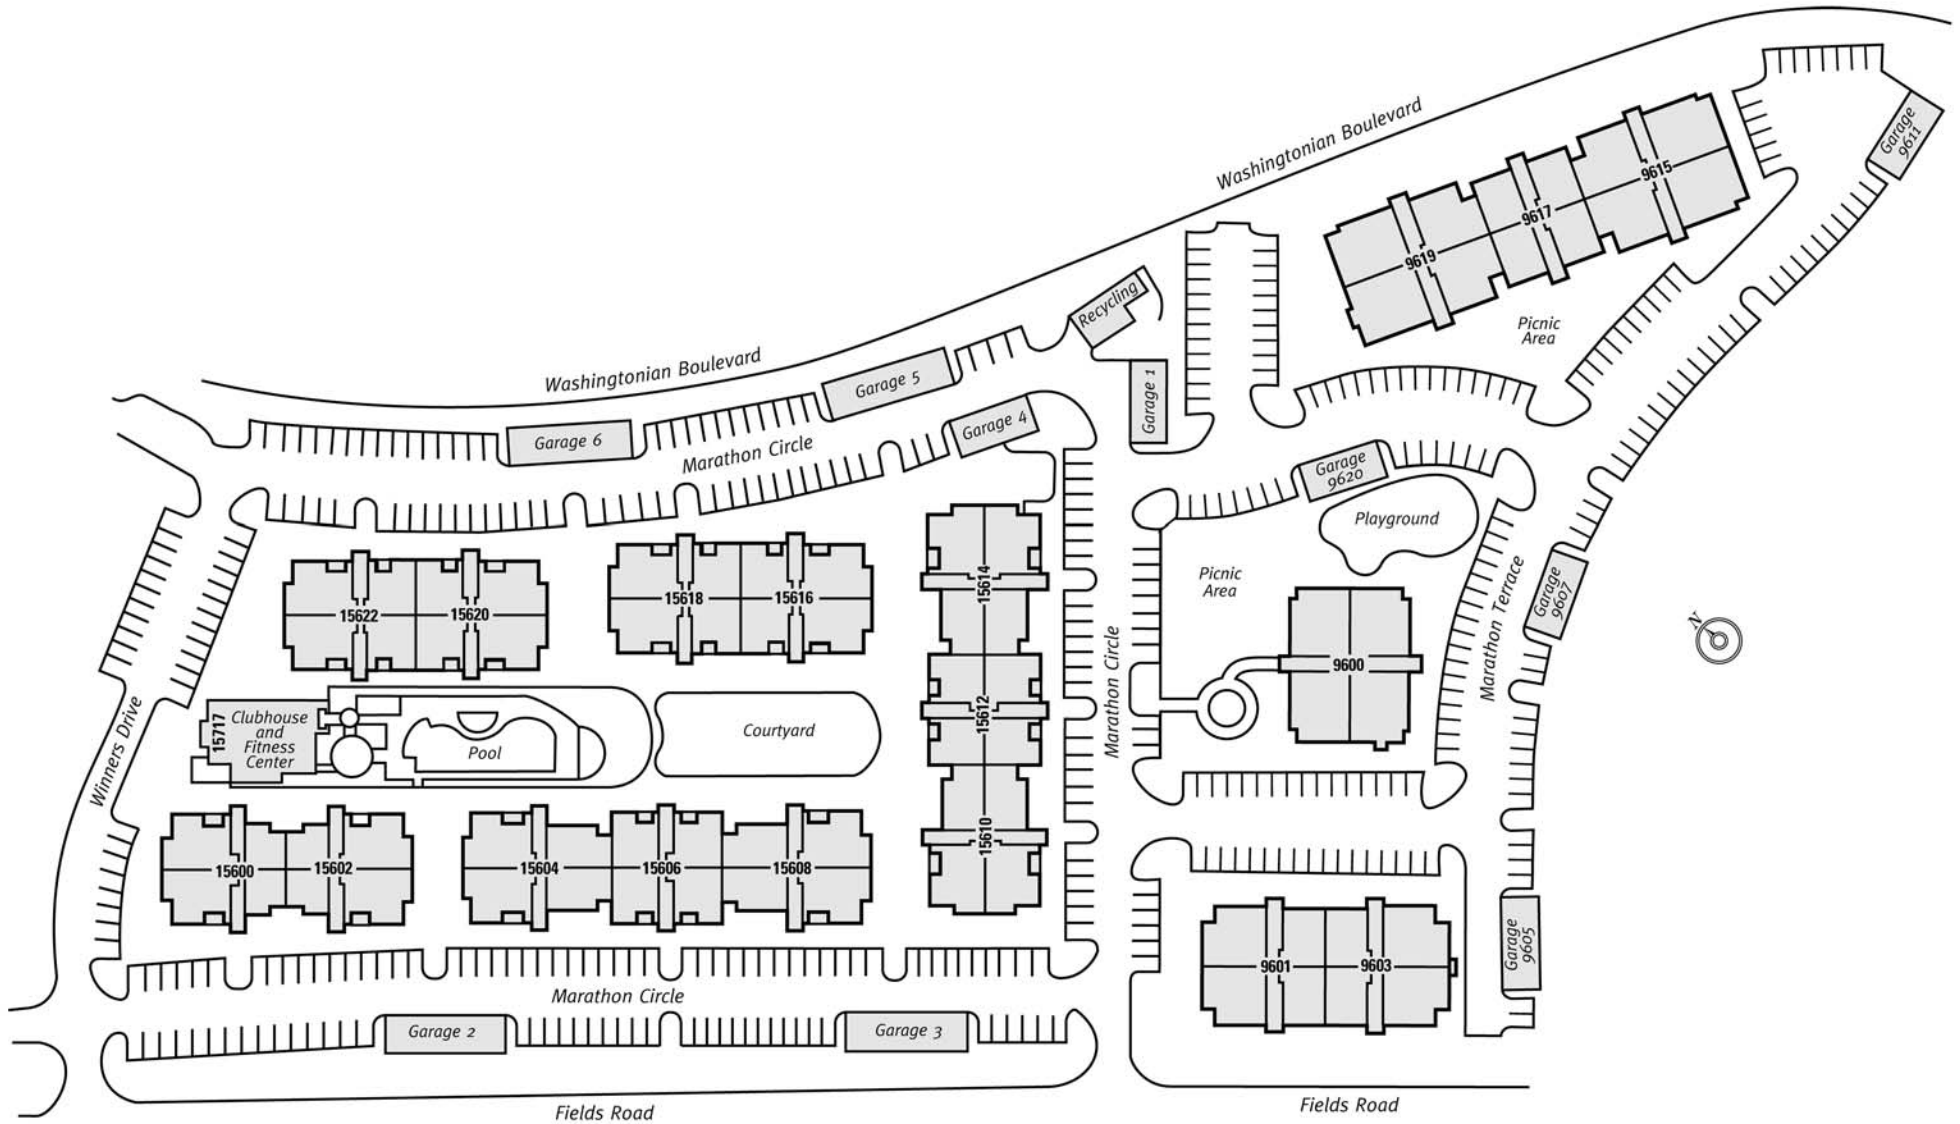 Washingtonian Boulevard
Garage
9611
9615
9617
9619
Recycling
Picnic
Area
Washingtonian Boulevard
Garage 5
Garage 1
Garage 6
Garage 4
Marathon Circle
Garage
9620
Playground
15614
Picnic
Area
Garage
9607
Marathon Terrace
N
15622
15620
15618
15616
9600
Marathon Circle
15612
15717
Clubhouse
and
Fitness
Center
Pool
Courtyard
Winners Drive
15610
15600
15602
15604
15606
15608
Garage
9605
9601
9603
Marathon Circle
Garage 2
Garage 3
Fields Road
Fields Road